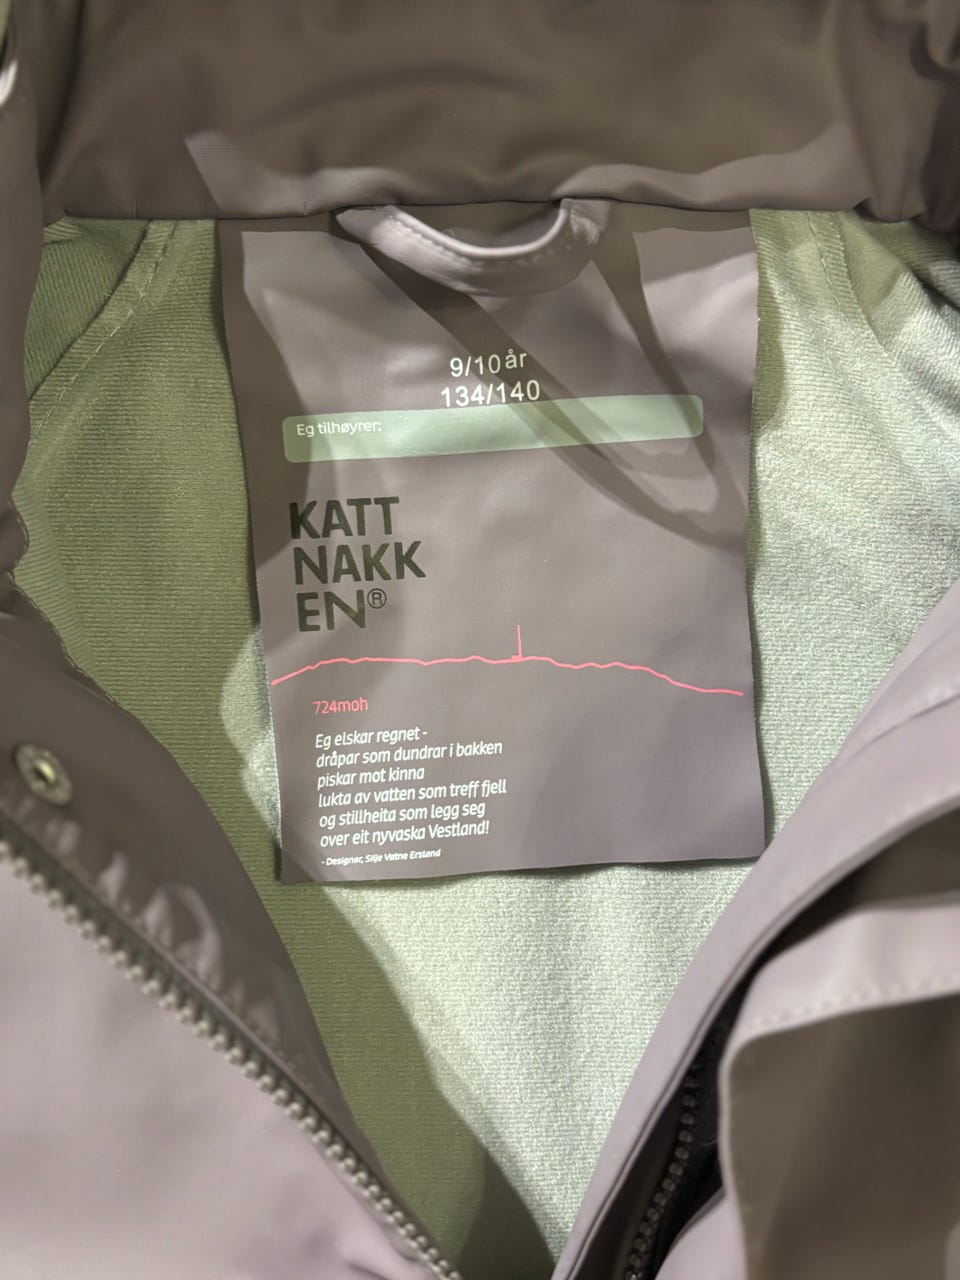 9/10 år
134/140
Eg tilhøyrer:
KATT
NAKK
EN®
724moh
Eg elskar regnet -
dråpar som dundrar i bakken
piskar mot kinna
lukta av vatten som treff fjell
og stillheita som legg seg
over eit nyvaska Vestland!
- Designar, Silje Vatne Ersland